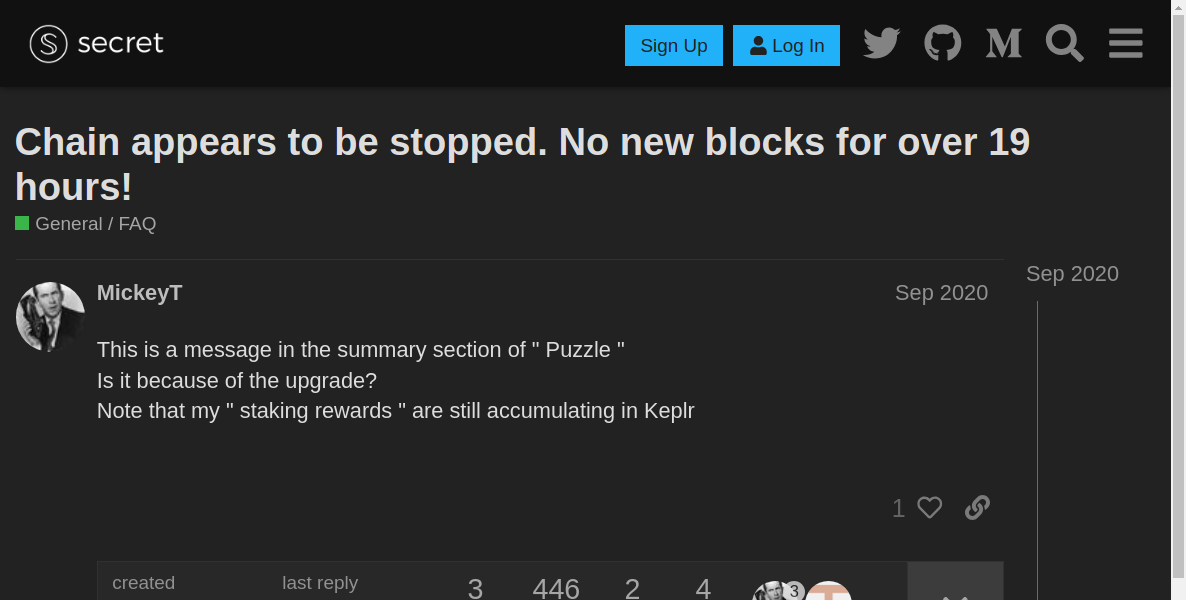 secret
Sign Up
Log In
Chain appears to be stopped. No new blocks for over 19
hours!
General / FAQ
Sep 2020
MickeyT
Sep 2020
This is a message in the summary section of " Puzzle "
Is it because of the upgrade?
Note that my " staking rewards " are still accumulating in Keplr
1
created
last reply
3
446
2
4
3